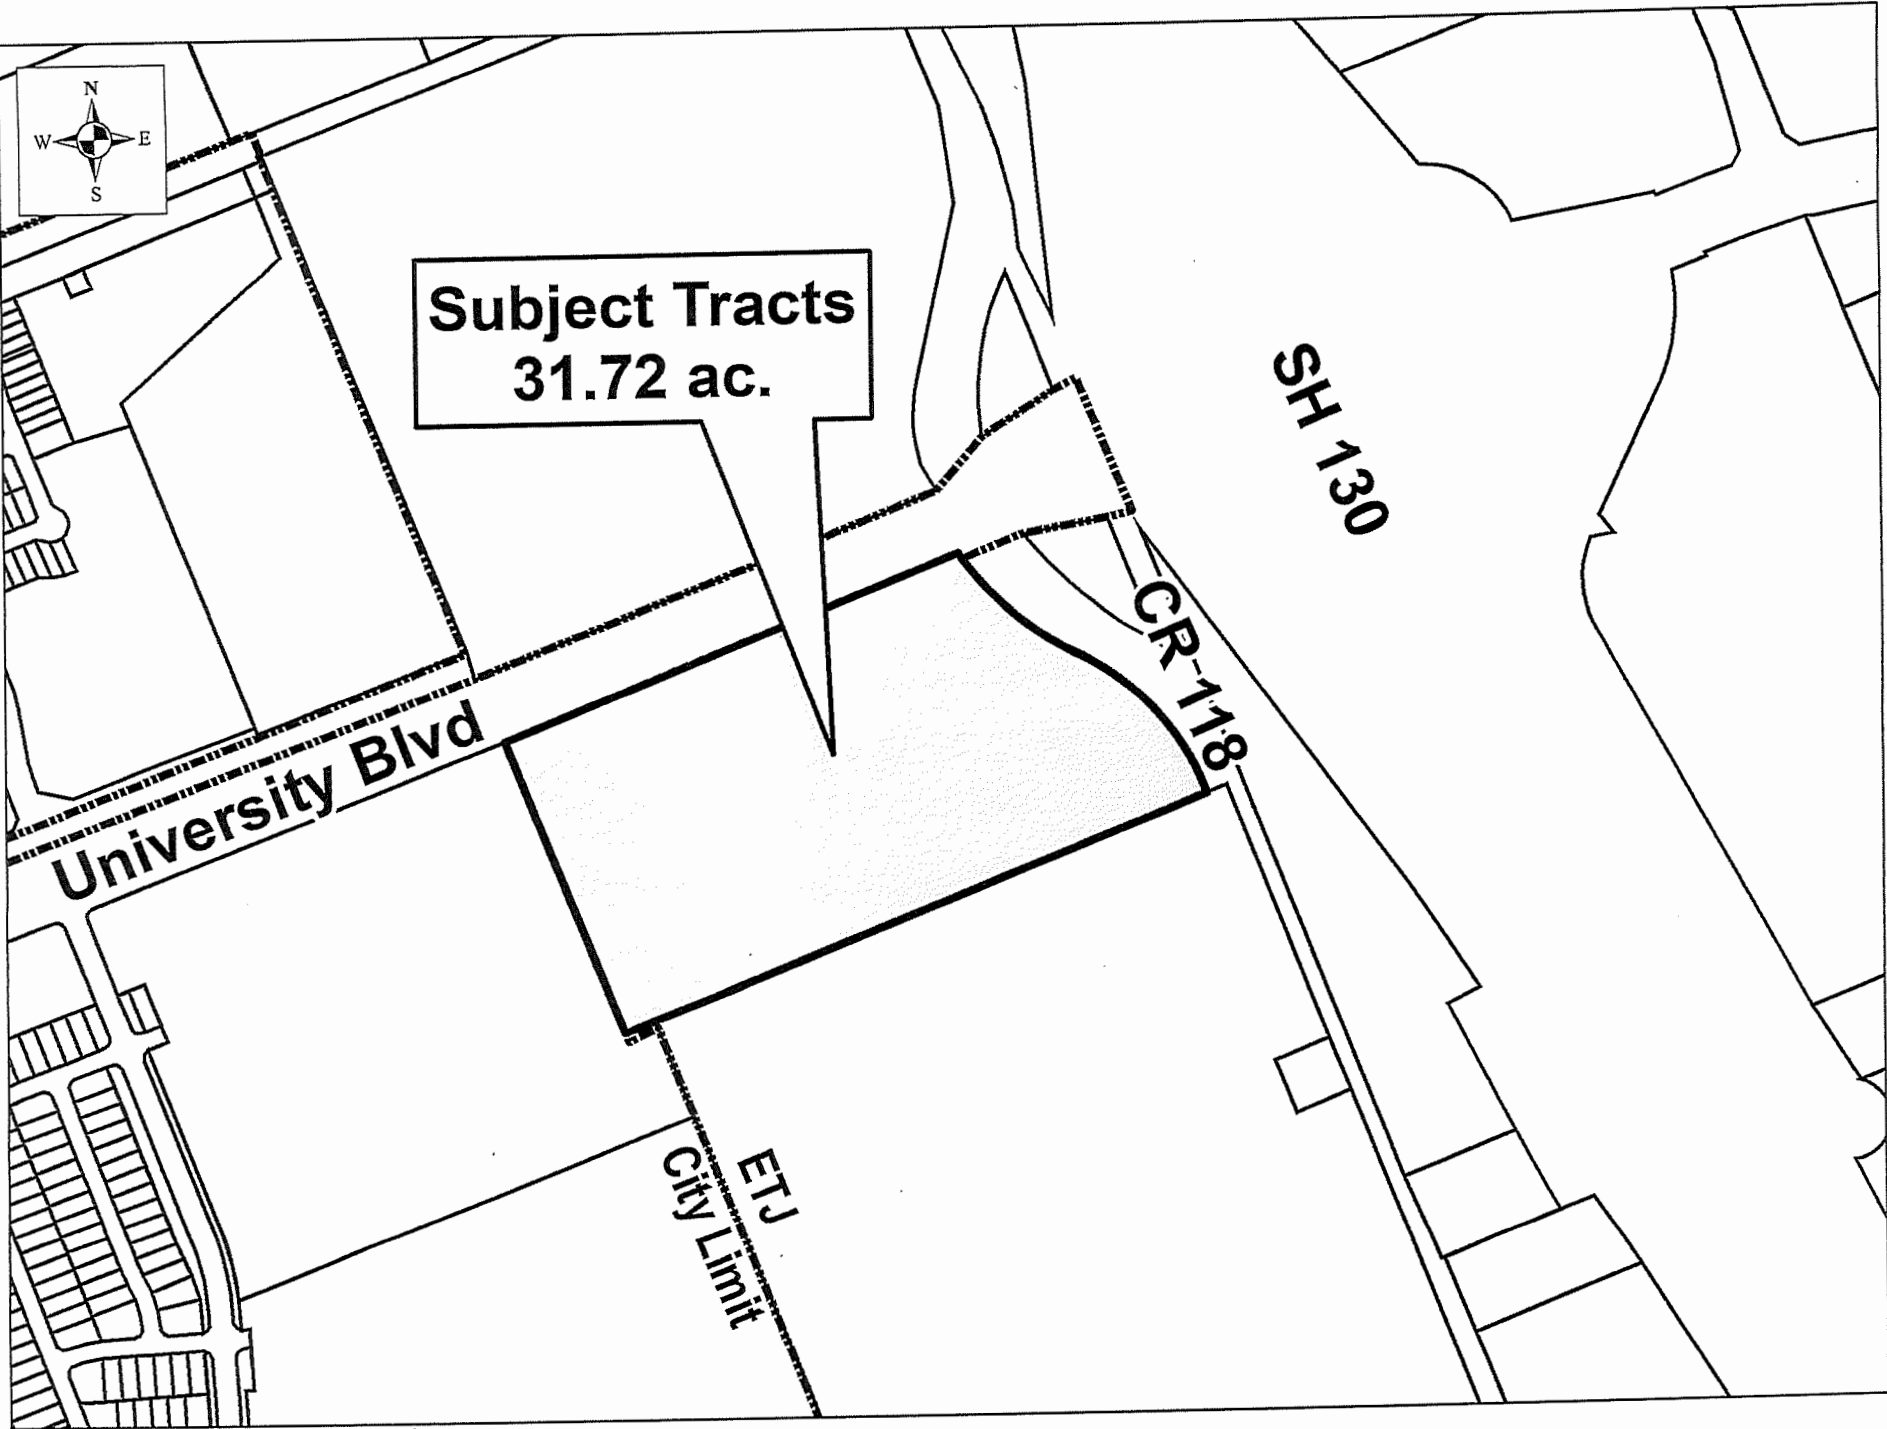 N
W E
S
Subject Tracts
31.72 ac.
SH 130
CR 118
University Blvd
ETJ
City Limit